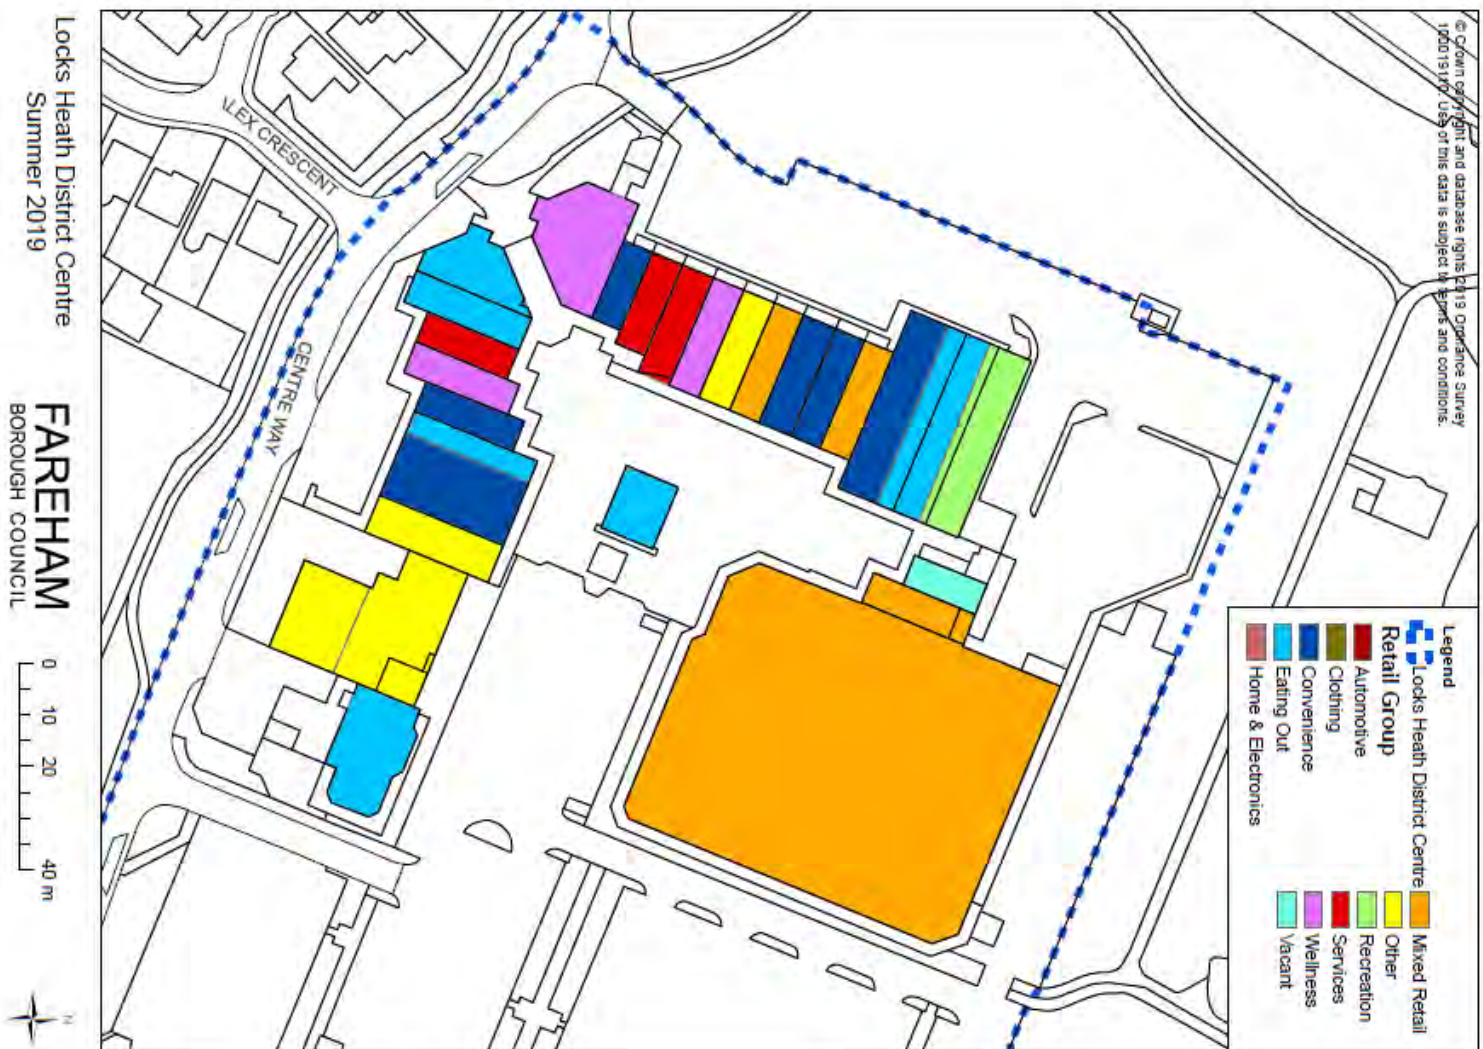 © Crown copyright and database rights 2019 Ordnance Survey
Use of this data is subject to terms and conditions.
Legend
Locks Heath District Centre
Retail Group
Automotive
Clothing
Convenience
Eating Out
Home & Electronics
Mixed Retail
Other
Recreation
Services
Wellness
Vacant
LEX CRESCENT
CENTRE WAY
Locks Heath District Centre
Summer 2019
FAREHAM
BOROUGH COUNCIL
0 10 20 40 m
N